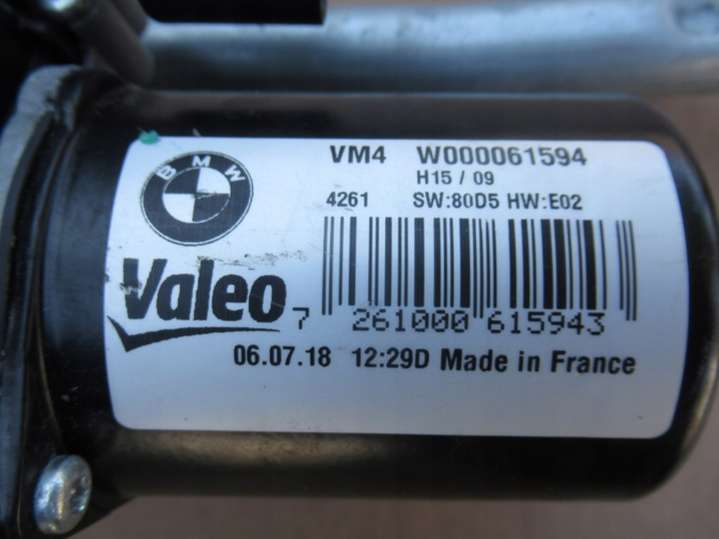 BMW
VM4 W000061594
H15 / 09
4261 SW:80D5 HW:E02
Valeo
7 261000 615943
06.07.18 12:29D Made in France